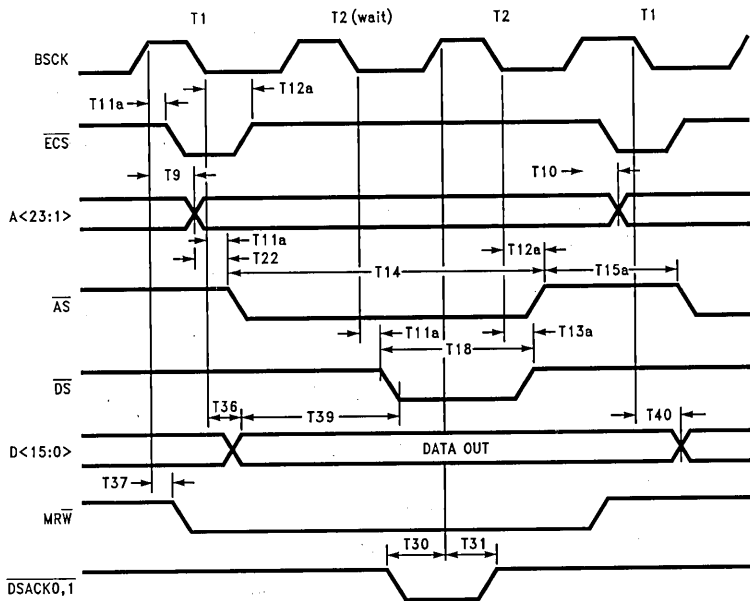 T1 T2 (wait) T2 T1
BSCK
T11a T12a
ECS
T9 T10
A<23:1>
T11a T12a
T22 T14 T15a
AS
T11a T13a
T18
DS
T36 T39 T40
D<15:0> DATA OUT
T37
MRW
T30 T31
DSACK0,1